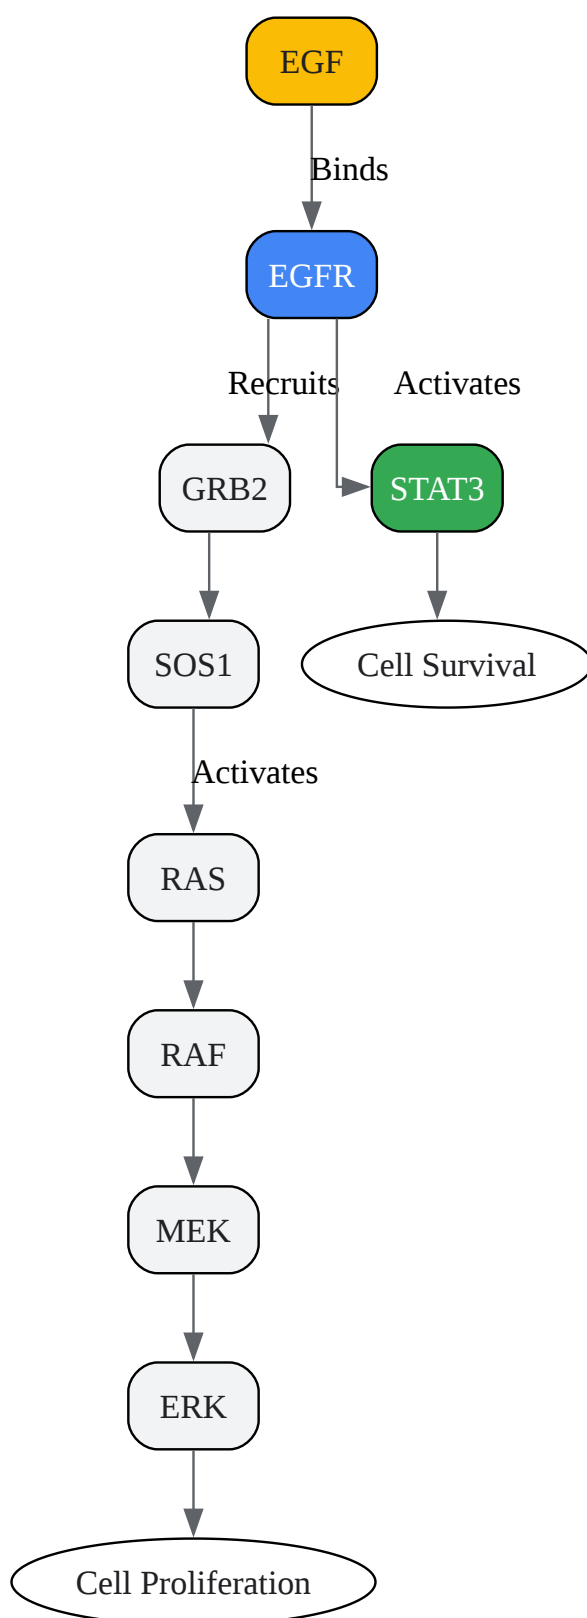 EGF
Binds
EGFR
Recruits
Activates
GRB2
STAT3
SOS1
Cell Survival
Activates
RAS
RAF
MEK
ERK
Cell Proliferation